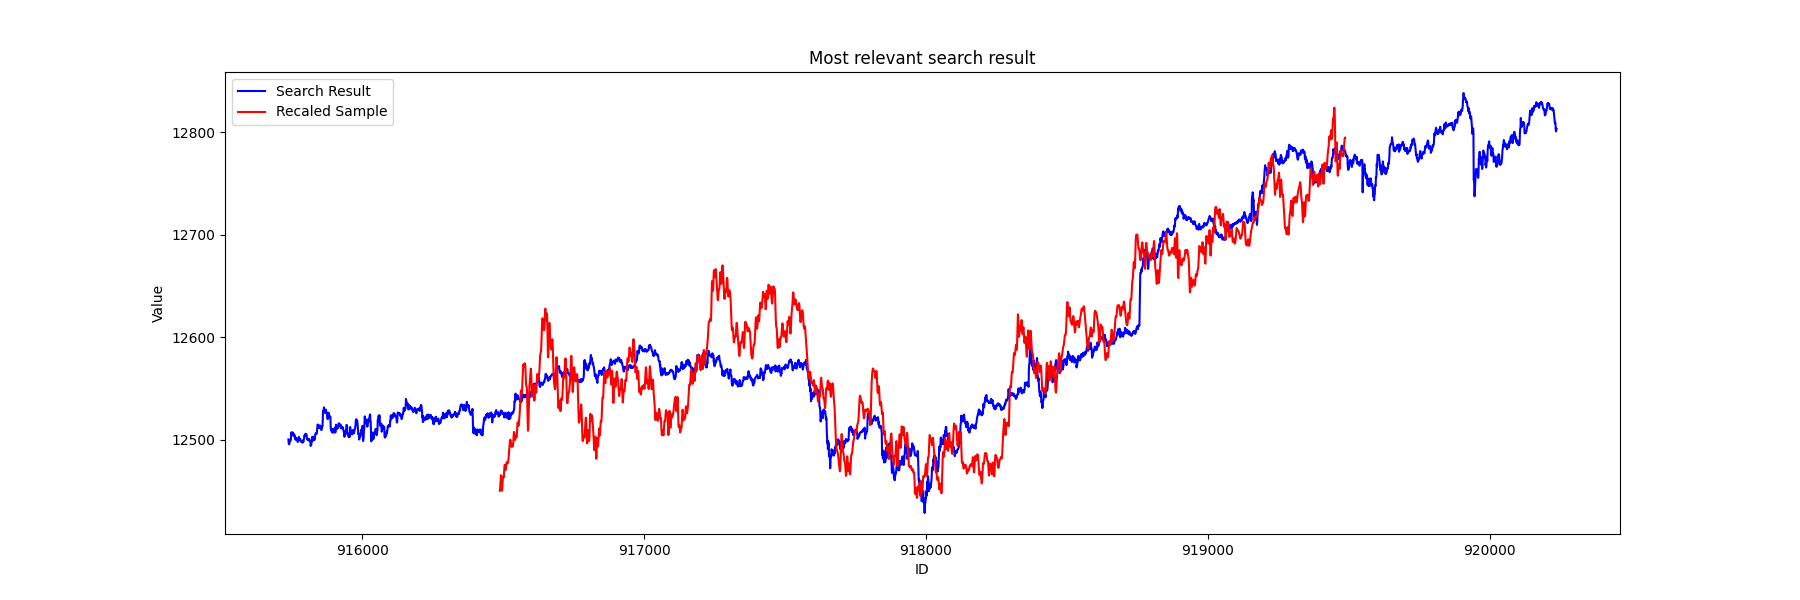 Most relevant search result
Search Result
Recaled Sample
12800
12700
12600
12500
Value
916000 917000 918000 919000 920000
ID